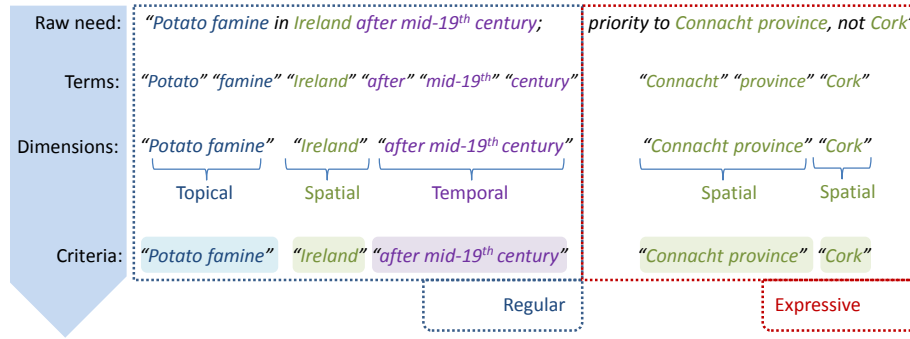 Raw need: “Potato famine in Ireland after mid-19th century; priority to Connacht province, not Cork”
Terms: “Potato” “famine” “Ireland” “after” “mid-19th” “century” “Connacht” “province” “Cork”
Dimensions: “Potato famine” “Ireland” “after mid-19th century” “Connacht province” “Cork”
Topical Spatial Temporal Spatial Spatial
Criteria: “Potato famine” “Ireland” “after mid-19th century” “Connacht province” “Cork”
Regular Expressive